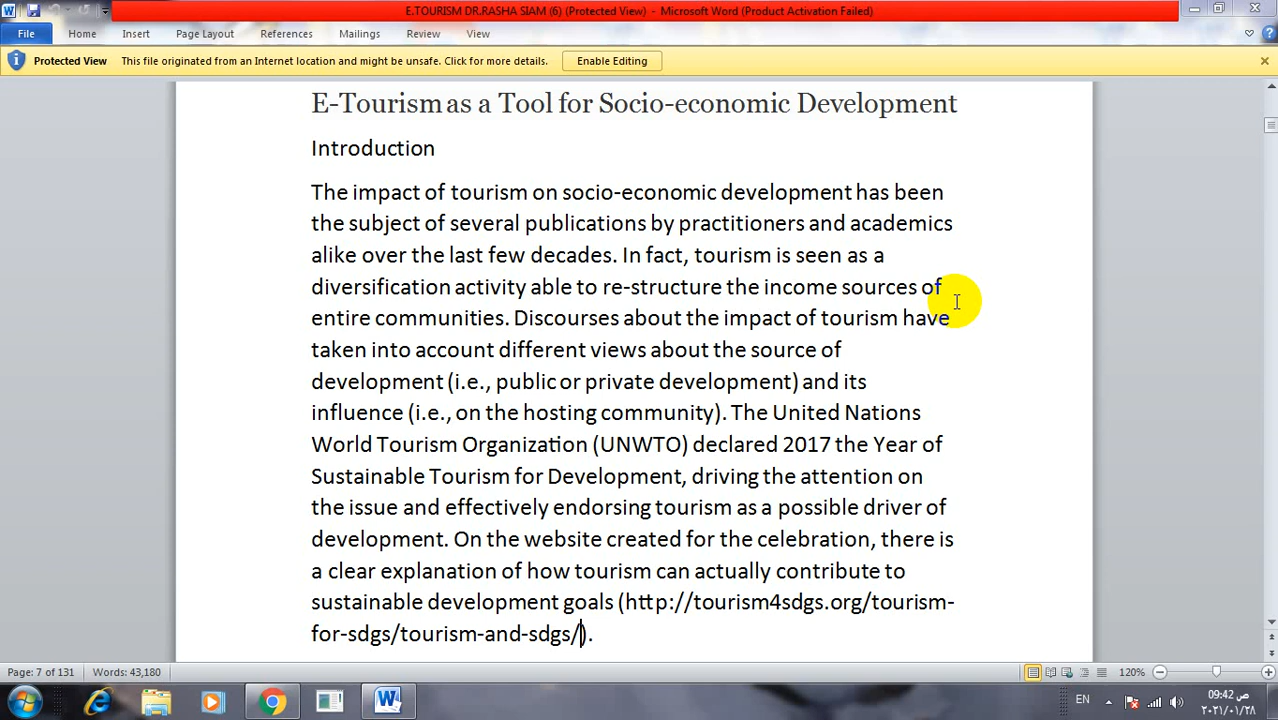 E.TOURISM DR.RASHA SIAM (6) (Protected View) - Microsoft Word (Product Activation Failed)
File Home Insert Page Layout References Mailings Review View
Protected View This file originated from an Internet location and might be unsafe. Click for more details. Enable Editing
E-Tourism as a Tool for Socio-economic Development
Introduction
The impact of tourism on socio-economic development has been
the subject of several publications by practitioners and academics
alike over the last few decades. In fact, tourism is seen as a
diversification activity able to re-structure the income sources of
entire communities. Discourses about the impact of tourism have
taken into account different views about the source of
development (i.e., public or private development) and its
influence (i.e., on the hosting community). The United Nations
World Tourism Organization (UNWTO) declared 2017 the Year of
Sustainable Tourism for Development, driving the attention on
the issue and effectively endorsing tourism as a possible driver of
development. On the website created for the celebration, there is
a clear explanation of how tourism can actually contribute to
sustainable development goals (http://tourism4sdgs.org/tourism-
for-sdgs/tourism-and-sdgs/).
Page: 7 of 131 Words: 43,180 120%
EN 09:42 ص
٢٠٢١/٠١/٢٨